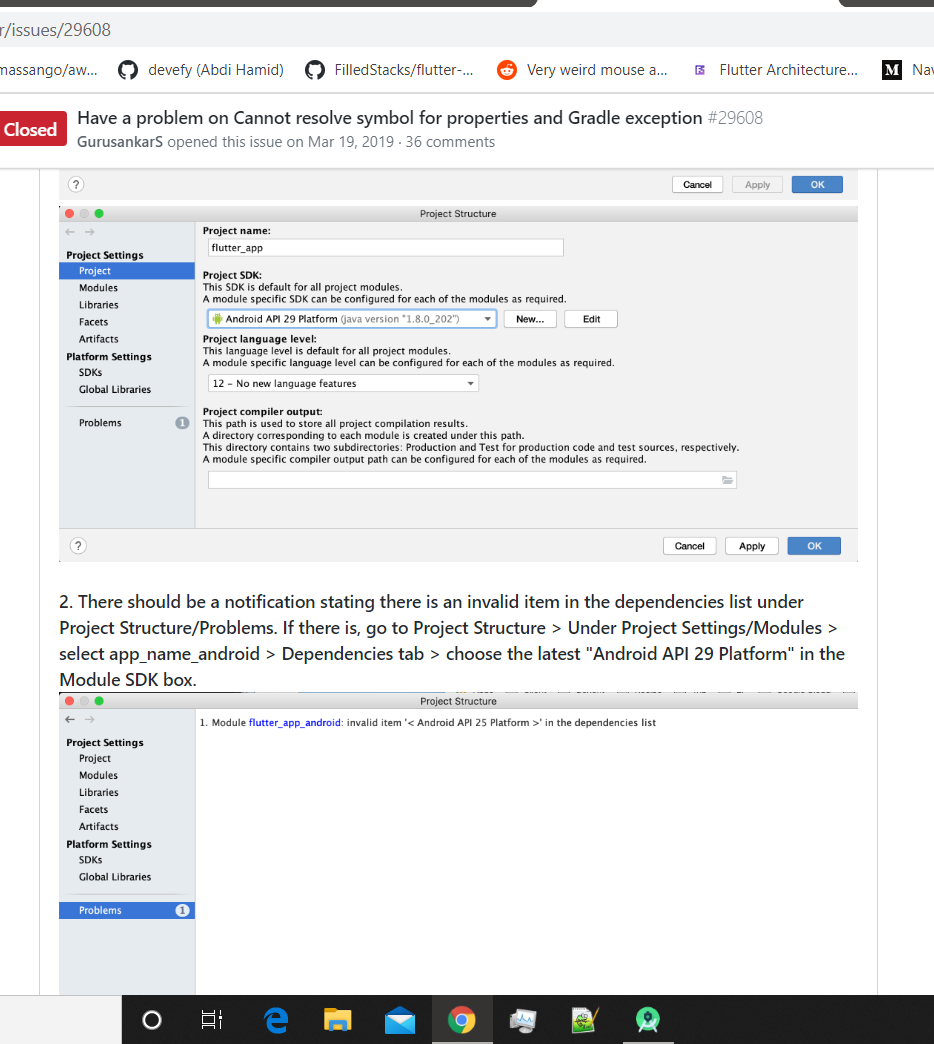 r/issues/29608
massango/aw...
devefy (Abdi Hamid)
FilledStacks/flutter-...
Very weird mouse a...
Flutter Architecture...
Nav
Closed
Have a problem on Cannot resolve symbol for properties and Gradle exception #29608
GurusankarS opened this issue on Mar 19, 2019 · 36 comments
?
Cancel
Apply
OK
Project Structure
Project Settings
Project
Modules
Libraries
Facets
Artifacts
Platform Settings
SDKs
Global Libraries
Problems 1
Project name:
flutter_app
Project SDK:
This SDK is default for all project modules.
A module specific SDK can be configured for each of the modules as required.
Android API 29 Platform (java version "1.8.0_202")
New...
Edit
Project language level:
This language level is default for all project modules.
A module specific language level can be configured for each of the modules as required.
12 – No new language features
Project compiler output:
This path is used to store all project compilation results.
A directory corresponding to each module is created under this path.
This directory contains two subdirectories: Production and Test for production code and test sources, respectively.
A module specific compiler output path can be configured for each of the modules as required.
?
Cancel
Apply
OK
2. There should be a notification stating there is an invalid item in the dependencies list under
Project Structure/Problems. If there is, go to Project Structure > Under Project Settings/Modules >
select app_name_android > Dependencies tab > choose the latest "Android API 29 Platform" in the
Module SDK box.
Project Structure
Project Settings
Project
Modules
Libraries
Facets
Artifacts
Platform Settings
SDKs
Global Libraries
Problems 1
1. Module flutter_app_android: invalid item '< Android API 25 Platform >' in the dependencies list